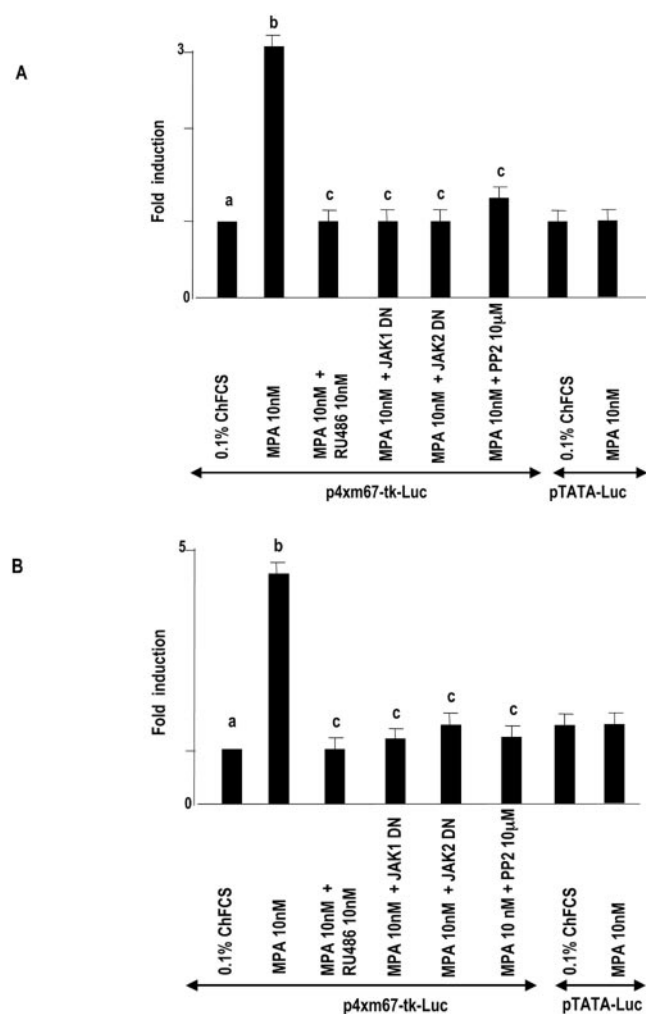 A
3
Fold induction
0
a
b
c
c
c
c
0.1% ChFCS
MPA 10nM
MPA 10nM +
RU486 10nM
MPA 10nM + JAK1 DN
MPA 10nM + JAK2 DN
MPA 10nM + PP2 10μM
0.1% ChFCS
MPA 10nM
p4xm67-tk-Luc
pTATA-Luc
B
5
Fold induction
0
a
b
c
c
c
c
0.1% ChFCS
MPA 10nM
MPA 10nM +
RU486 10nM
MPA 10nM + JAK1 DN
MPA 10nM + JAK2 DN
MPA 10 nM + PP2 10μM
0.1% ChFCS
MPA 10nM
p4xm67-tk-Luc
pTATA-Luc